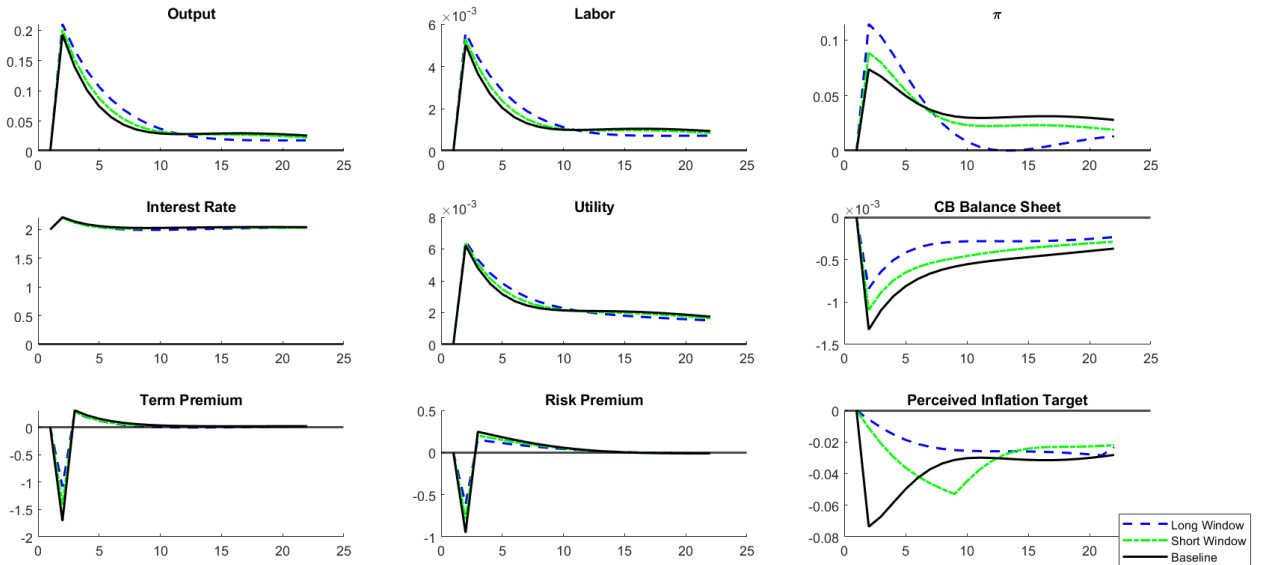 Output
0.2
0.15
0.1
0.05
0
0 5 10 15 20 25
Labor
6 ×10-3
4
2
0
0 5 10 15 20 25
π
0.1
0.05
0
0 5 10 15 20 25
Interest Rate
2
1.5
1
0.5
0
0 5 10 15 20 25
Utility
8 ×10-3
6
4
2
0
0 5 10 15 20 25
CB Balance Sheet
0 ×10-3
-0.5
-1
-1.5
0 5 10 15 20 25
Term Premium
0
-0.5
-1
-1.5
-2
0 5 10 15 20 25
Risk Premium
0.5
0
-0.5
-1
0 5 10 15 20 25
Perceived Inflation Target
0
-0.02
-0.04
-0.06
-0.08
0 5 10 15 20
Long Window
Short Window
Baseline